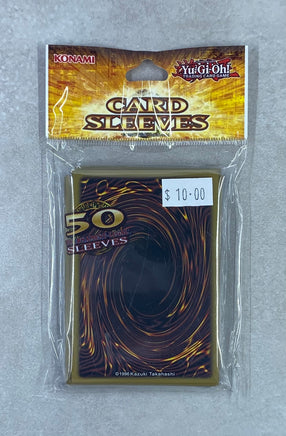 KONAMI
Yu-Gi-Oh!
TRADING CARD GAME
CARD
SLEEVES
$ 10.00
50
SLEEVES
©1996 Kazuki Takahashi